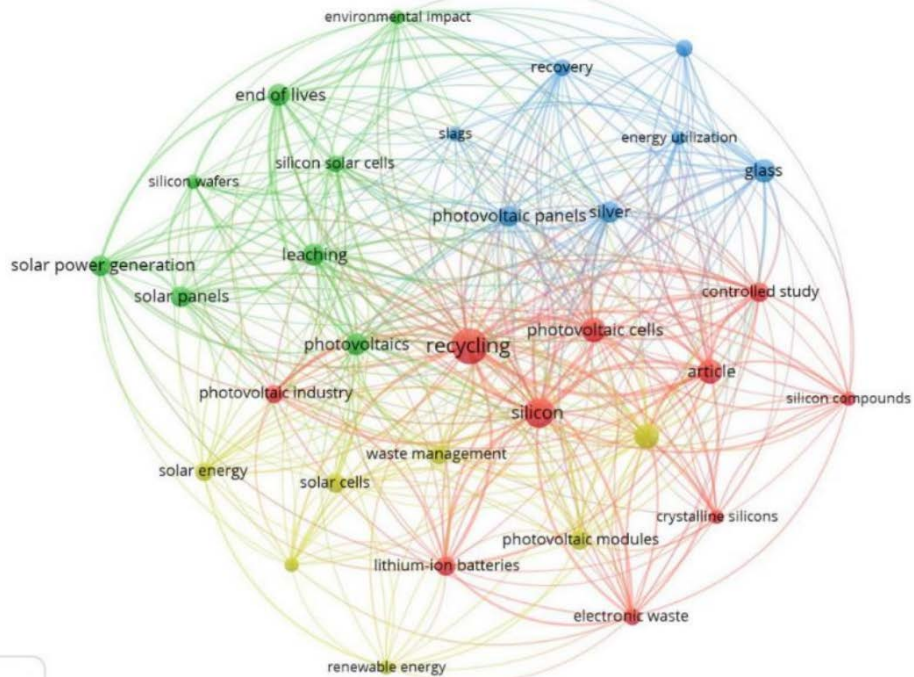 environmental impact
recovery
end of lives
slags
energy utilization
silicon solar cells
glass
silicon wafers
photovoltaic panels
silver
leaching
solar power generation
controlled study
solar panels
photovoltaic cells
photovoltaics
recycling
article
photovoltaic industry
silicon compounds
silicon
waste management
solar energy
solar cells
crystalline silicons
photovoltaic modules
lithium-ion batteries
electronic waste
renewable energy